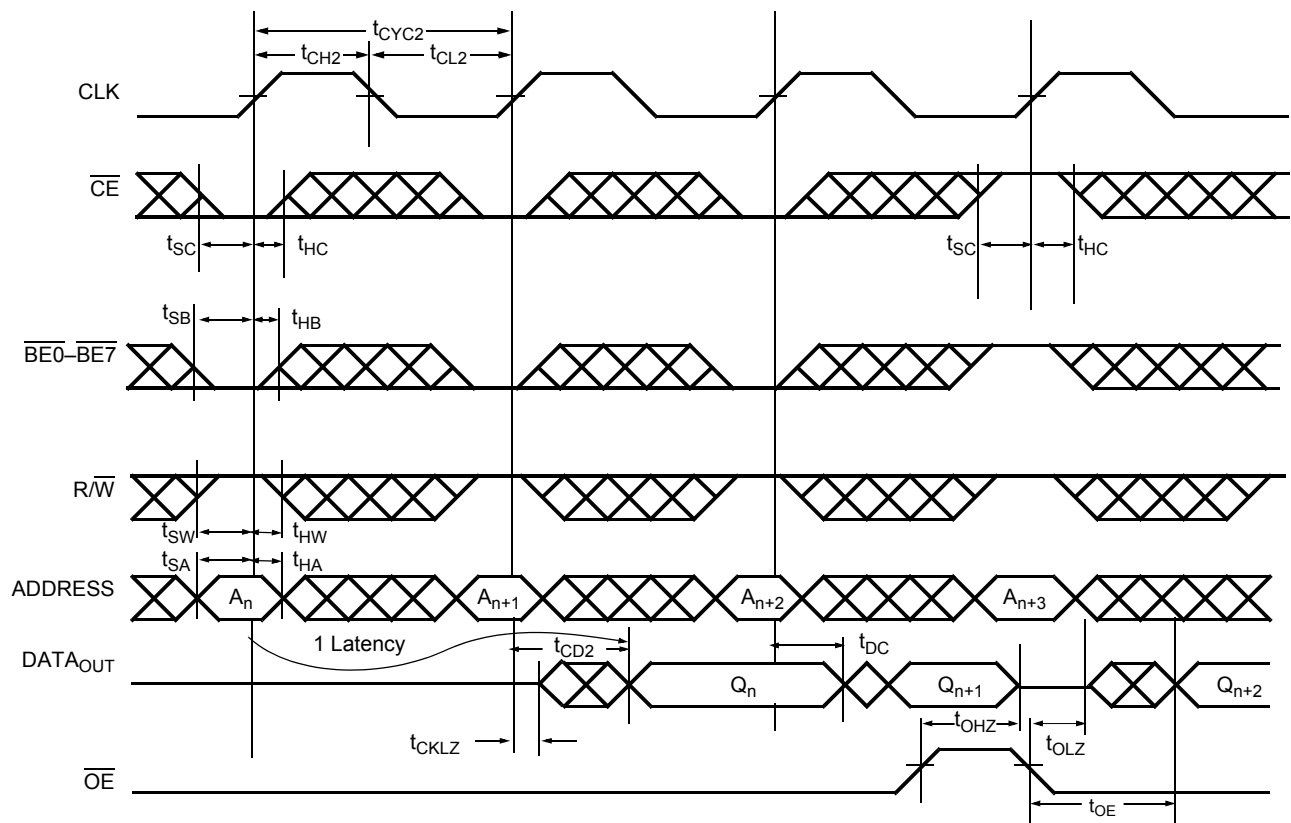 tCYC2
tCH2
tCL2
CLK
CE
tSC
tHC
tSC
tHC
tSB
tHB
BE0–BE7
R/W
tSW
tHW
tSA
tHA
ADDRESS
An
An+1
An+2
An+3
1 Latency
tCD2
tDC
DATAOUT
Qn
Qn+1
Qn+2
tOHZ
tCKLZ
tOLZ
OE
tOE